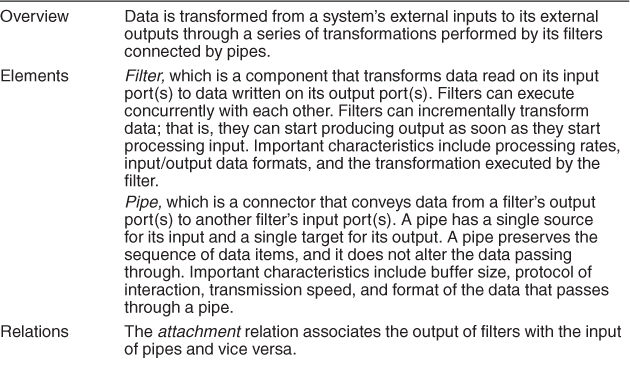 Overview Data is transformed from a system’s external inputs to its external
outputs through a series of transformations performed by its filters
connected by pipes.
Elements Filter, which is a component that transforms data read on its input
port(s) to data written on its output port(s). Filters can execute
concurrently with each other. Filters can incrementally transform
data; that is, they can start producing output as soon as they start
processing input. Important characteristics include processing rates,
input/output data formats, and the transformation executed by the
filter.
Pipe, which is a connector that conveys data from a filter’s output
port(s) to another filter’s input port(s). A pipe has a single source
for its input and a single target for its output. A pipe preserves the
sequence of data items, and it does not alter the data passing
through. Important characteristics include buffer size, protocol of
interaction, transmission speed, and format of the data that passes
through a pipe.
Relations The attachment relation associates the output of filters with the input
of pipes and vice versa.